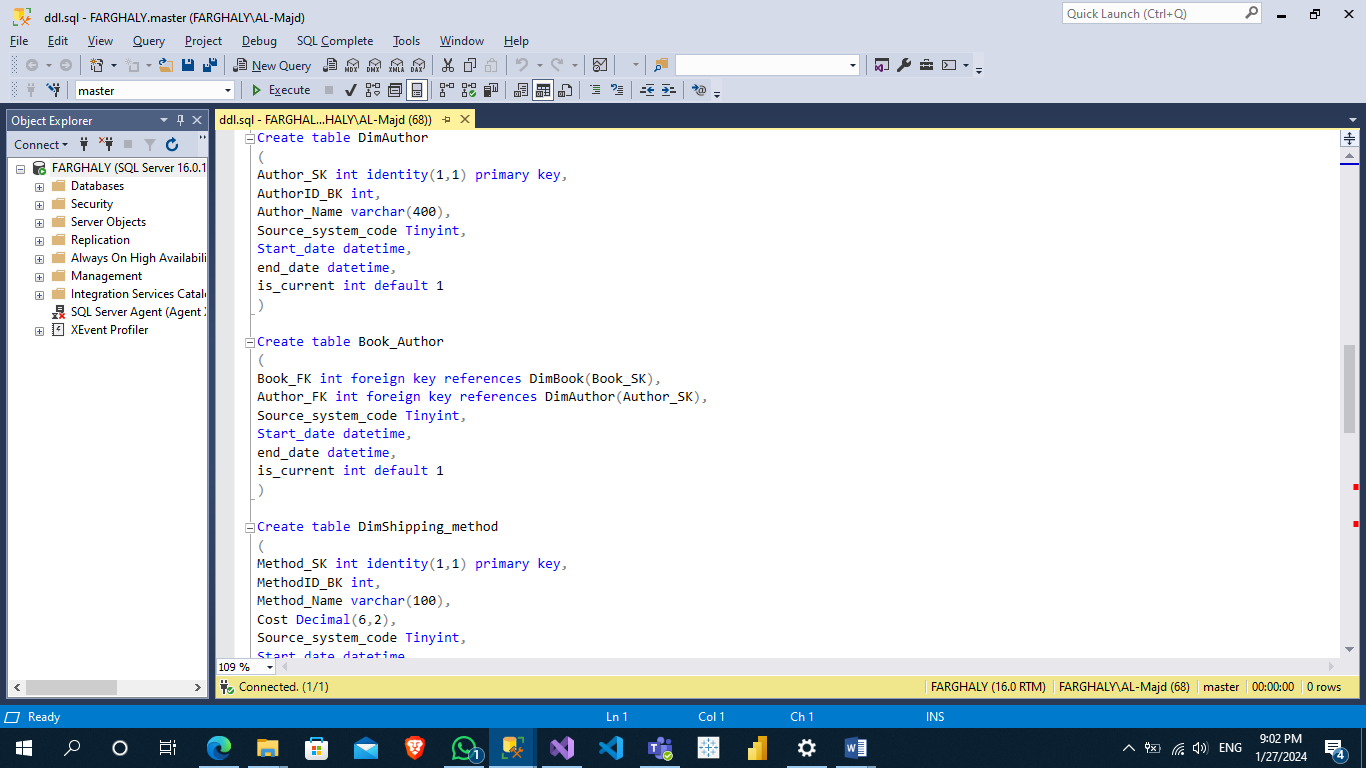 ddl.sql - FARGHALY.master (FARGHALY\AL-Majd)
Quick Launch (Ctrl+Q)
File Edit View Query Project Debug SQL Complete Tools Window Help
New Query MDX DMX XMLA DAX
master Execute
Object Explorer
ddl.sql - FARGHAL...HALY\AL-Majd (68))
Connect
FARGHALY (SQL Server 16.0.1
Databases
Security
Server Objects
Replication
Always On High Availabili
Management
Integration Services Catal
SQL Server Agent (Agent X
XEvent Profiler
Create table DimAuthor
(
Author_SK int identity(1,1) primary key,
AuthorID_BK int,
Author_Name varchar(400),
Source_system_code Tinyint,
Start_date datetime,
end_date datetime,
is_current int default 1
)
Create table Book_Author
(
Book_FK int foreign key references DimBook(Book_SK),
Author_FK int foreign key references DimAuthor(Author_SK),
Source_system_code Tinyint,
Start_date datetime,
end_date datetime,
is_current int default 1
)
Create table DimShipping_method
(
Method_SK int identity(1,1) primary key,
MethodID_BK int,
Method_Name varchar(100),
Cost Decimal(6,2),
Source_system_code Tinyint,
Start_date datetime
109 %
Connected. (1/1)
FARGHALY (16.0 RTM) FARGHALY\AL-Majd (68) master 00:00:00 0 rows
Ready Ln 1 Col 1 Ch 1 INS
1
ENG
9:02 PM
1/27/2024
4